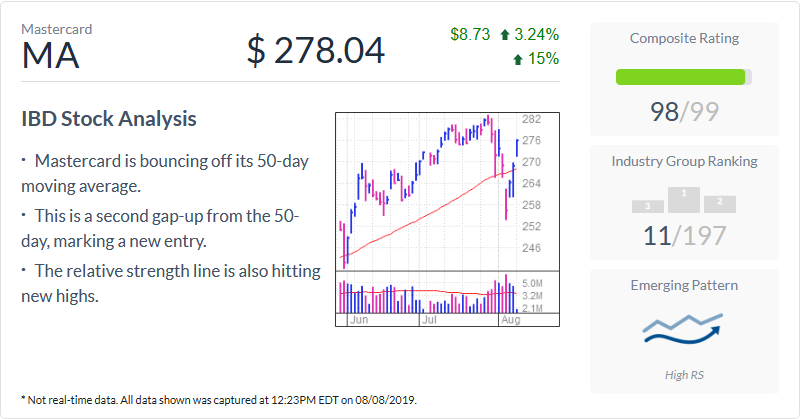 Mastercard
MA
$ 278.04
$8.73 3.24%
15%
IBD Stock Analysis
· Mastercard is bouncing off its 50-day
moving average.
· This is a second gap-up from the 50-
day, marking a new entry.
· The relative strength line is also hitting
new highs.
282
276
270
264
258
252
246
5.0M
3.2M
2.1M
Jun Jul Aug
Composite Rating
98/99
Industry Group Ranking
3 1 2
11/197
Emerging Pattern
High RS
* Not real-time data. All data shown was captured at 12:23PM EDT on 08/08/2019.